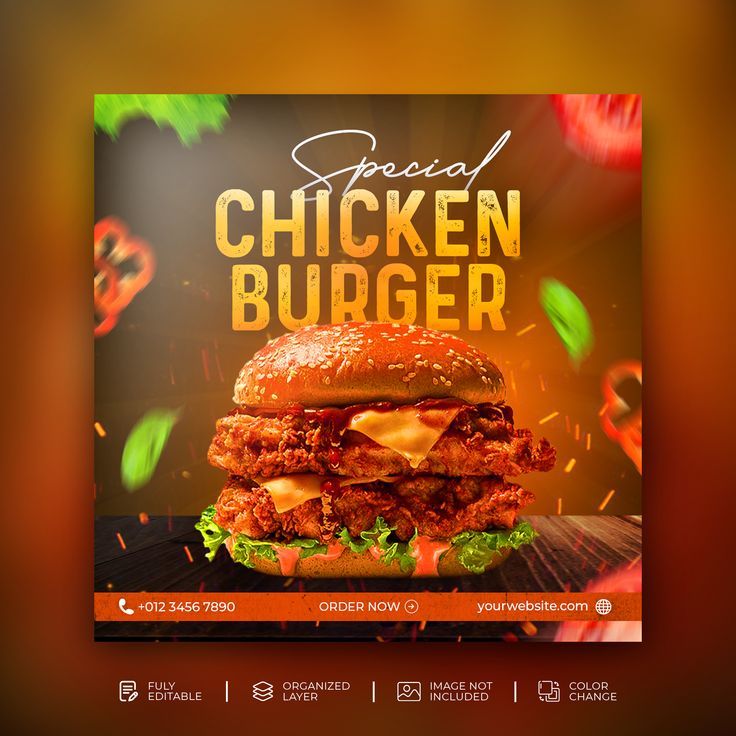 Special
CHICKEN
BURGER
+012 3456 7890
ORDER NOW
yourwebsite.com
FULY
EDITABLE
ORGANIZED
LAYER
IMAGE NOT
INCLUDED
COLOR
CHANGE